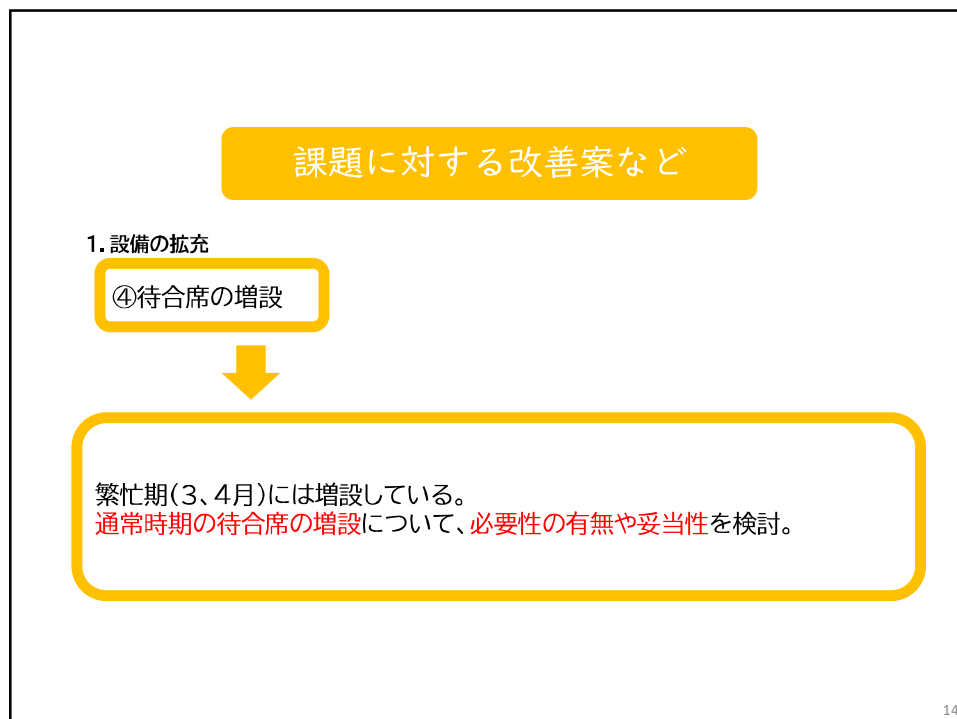 課題に対する改善案など
1.設備の拡充
④待合席の増設
繁忙期(3、4月)には増設している。
通常時期の待合席の増設について、必要性の有無や妥当性を検討。
14